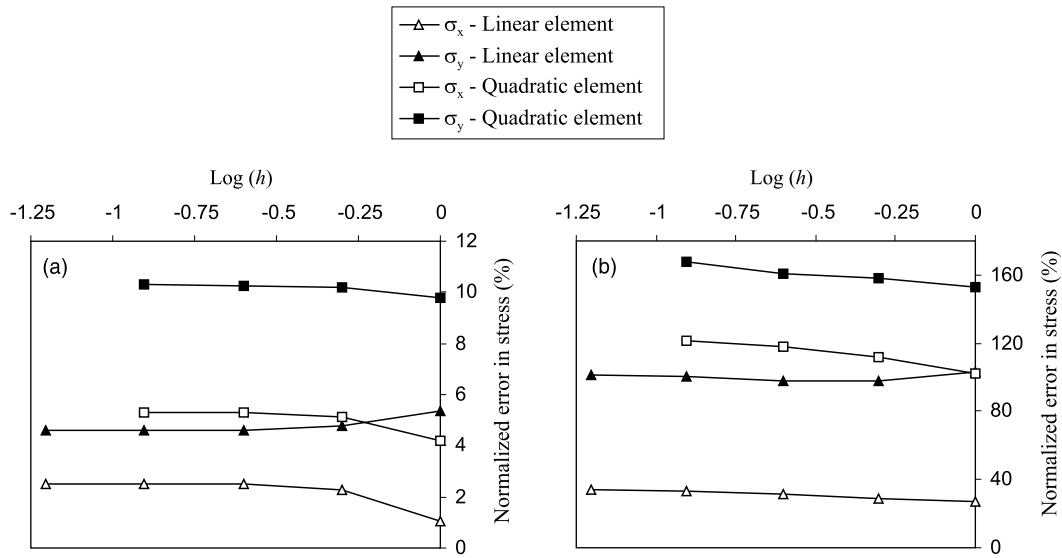 σx - Linear element
σy - Linear element
σx - Quadratic element
σy - Quadratic element
Log (h)
-1.25 -1 -0.75 -0.5 -0.25 0
(a)
12
10
8
6
4
2
0
Normalized error in stress (%)
Log (h)
-1.25 -1 -0.75 -0.5 -0.25 0
(b)
160
120
80
40
0
Normalized error in stress (%)